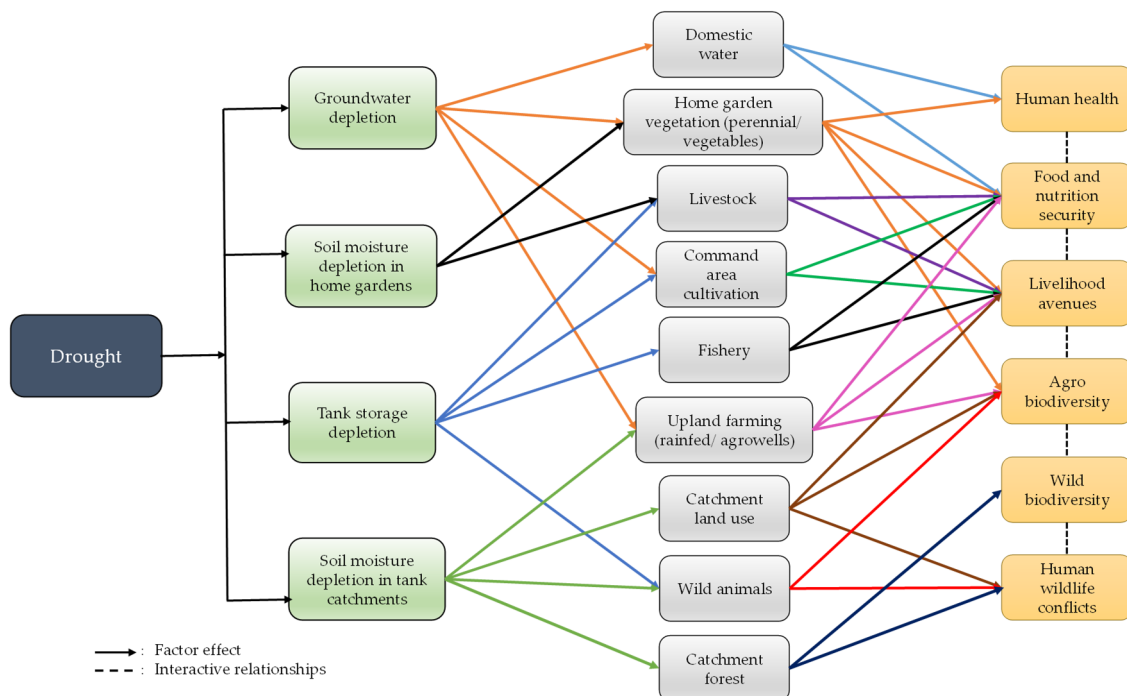 Drought
Groundwater
depletion
Soil moisture
depletion in
home gardens
Tank storage
depletion
Soil moisture
depletion in tank
catchments
Domestic
water
Home garden
vegetation (perennial/
vegetables)
Livestock
Command
area
cultivation
Fishery
Upland farming
(rainfed/ agrowells)
Catchment
land use
Wild animals
Catchment
forest
Human health
Food and
nutrition
security
Livelihood
avenues
Agro
biodiversity
Wild
biodiversity
Human
wildlife
conflicts
: Factor effect
: Interactive relationships